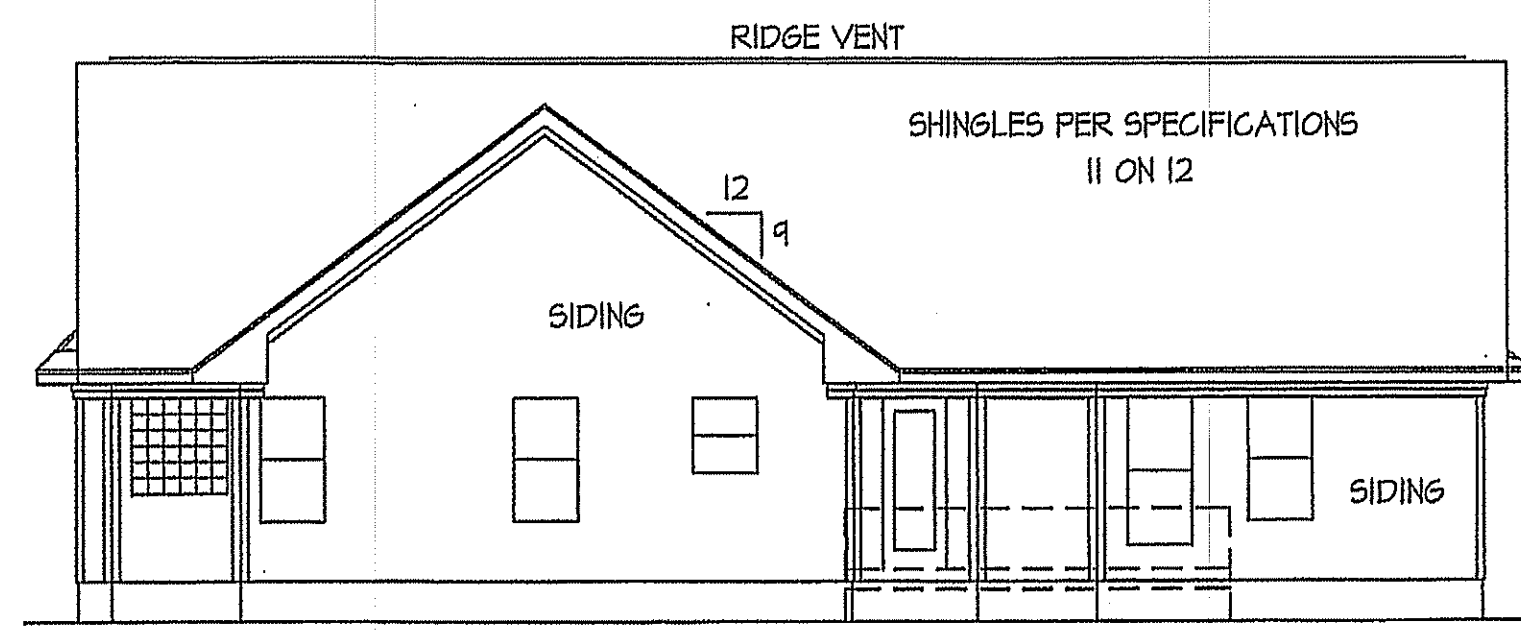 RIDGE VENT
SHINGLES PER SPECIFICATIONS
11 ON 12
12
9
SIDING
SIDING